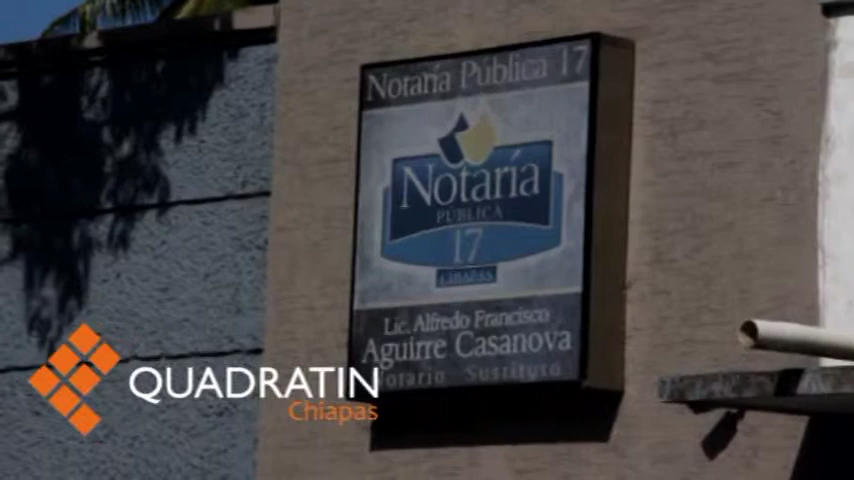 Notaría Pública 17
Notaría
PÚBLICA
17
CHIAPAS
Lic. Alfredo Francisco
Aguirre Casanova
Notario Sustituto
QUADRATIN
Chiapas